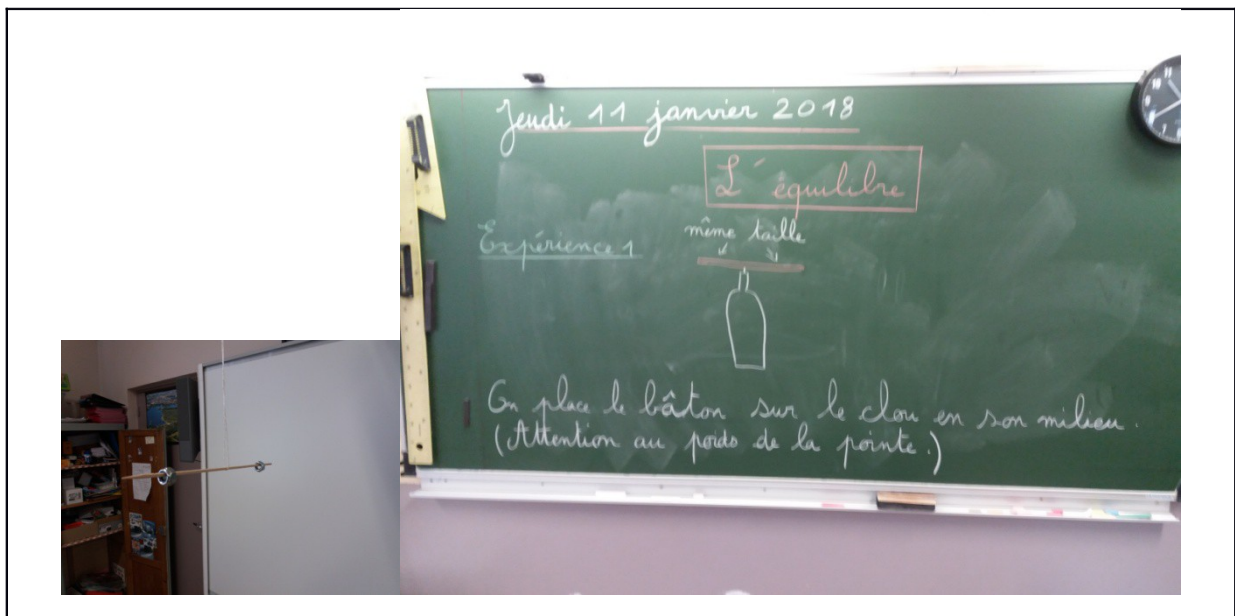 Jeudi 11 janvier 2018
L'équilibre
Expérience 1
même taille
On place le bâton sur le clou en son milieu.
(Attention au poids de la pointe.)